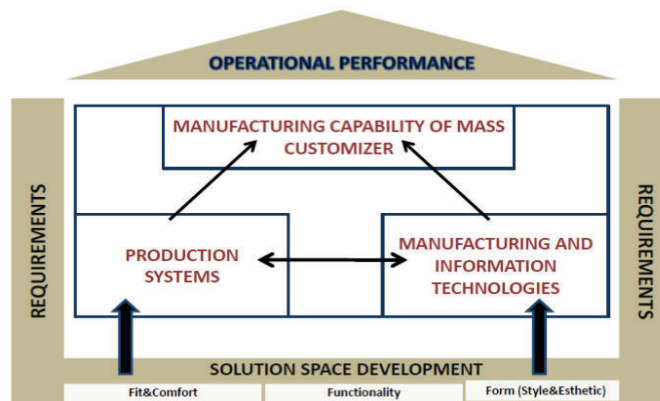 OPERATIONAL PERFORMANCE
MANUFACTURING CAPABILITY OF MASS
CUSTOMIZER
REQUIREMENTS
REQUIREMENTS
PRODUCTION
SYSTEMS
MANUFACTURING AND
INFORMATION
TECHNOLOGIES
SOLUTION SPACE DEVELOPMENT
Fit&Comfort
Functionality
Form (Style&Esthetic)